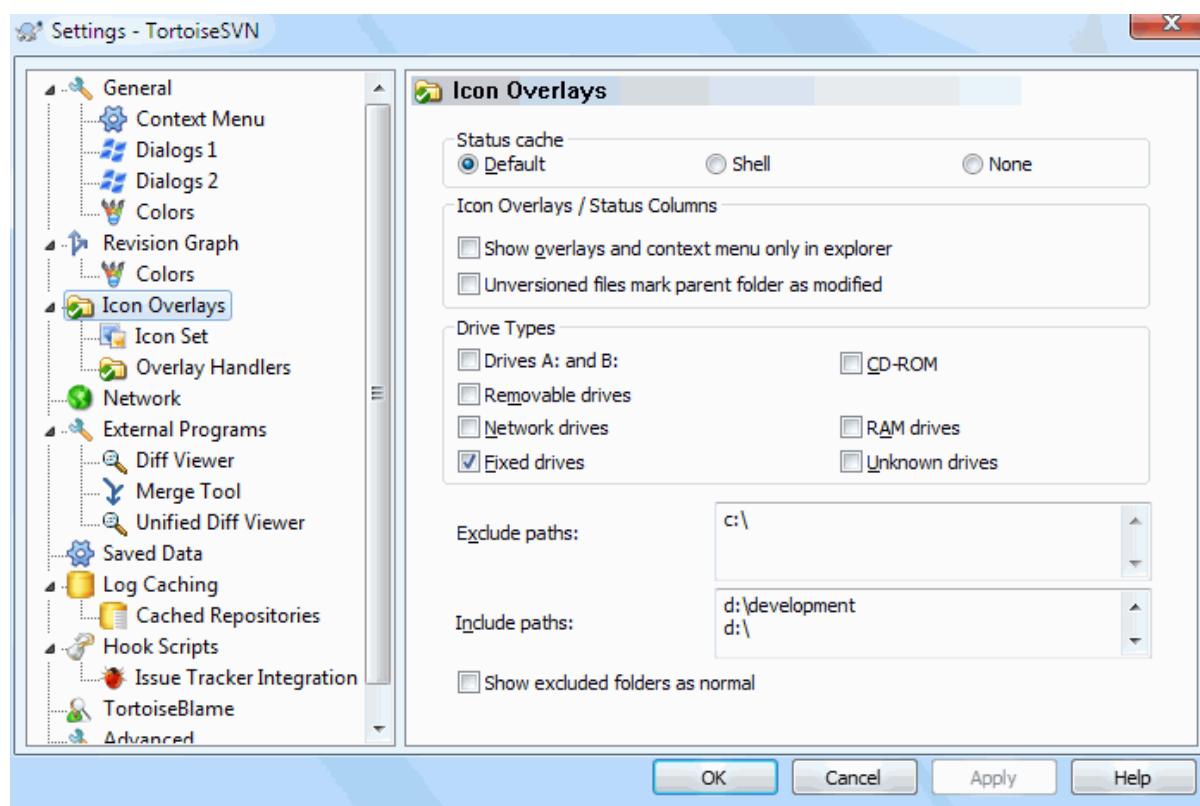 Settings - TortoiseSVN
General
Context Menu
Dialogs 1
Dialogs 2
Colors
Revision Graph
Colors
Icon Overlays
Icon Set
Overlay Handlers
Network
External Programs
Diff Viewer
Merge Tool
Unified Diff Viewer
Saved Data
Log Caching
Cached Repositories
Hook Scripts
Issue Tracker Integration
TortoiseBlame
Advanced
Icon Overlays
Status cache
Default Shell None
Icon Overlays / Status Columns
Show overlays and context menu only in explorer
Unversioned files mark parent folder as modified
Drive Types
Drives A: and B: CD-ROM
Removable drives
Network drives RAM drives
Fixed drives Unknown drives
Exclude paths: c:\
Include paths: d:\development
d:\
Show excluded folders as normal
OK Cancel Apply Help